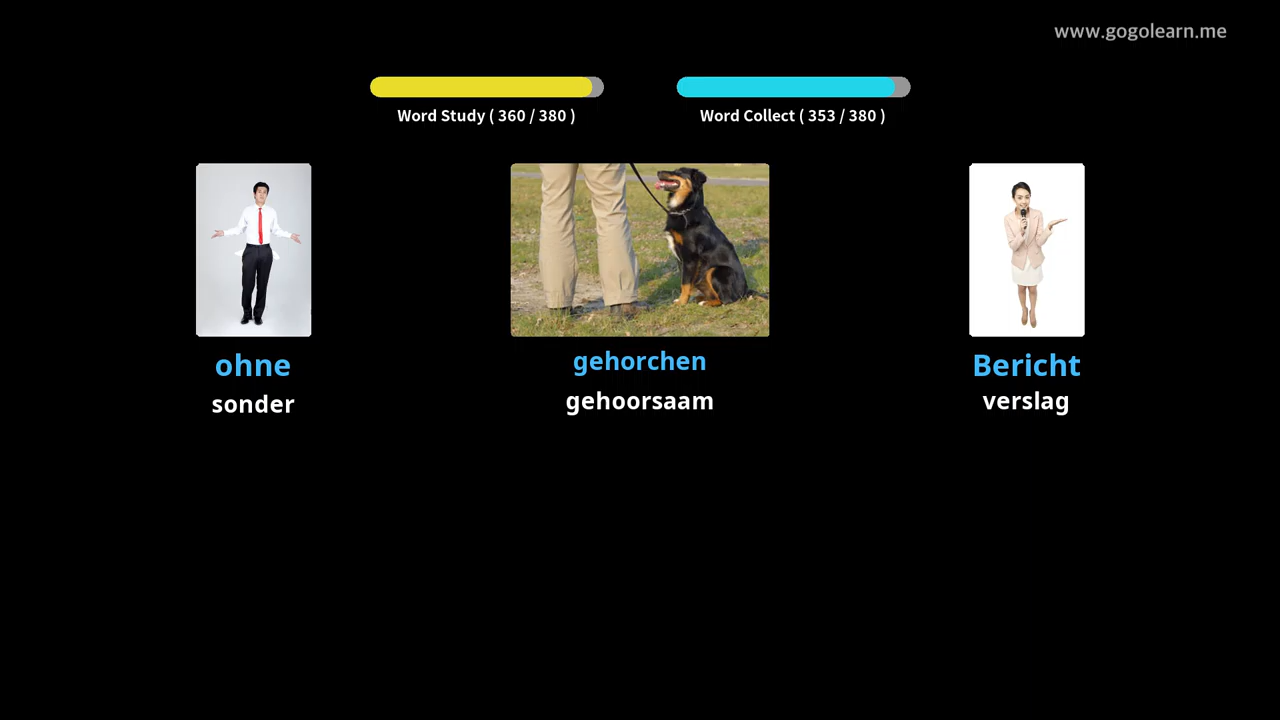 www.gogolearn.me
Word Study ( 360 / 380 )
Word Collect ( 353 / 380 )
ohne
gehorchen
Bericht
sonder
gehoorsaam
verslag